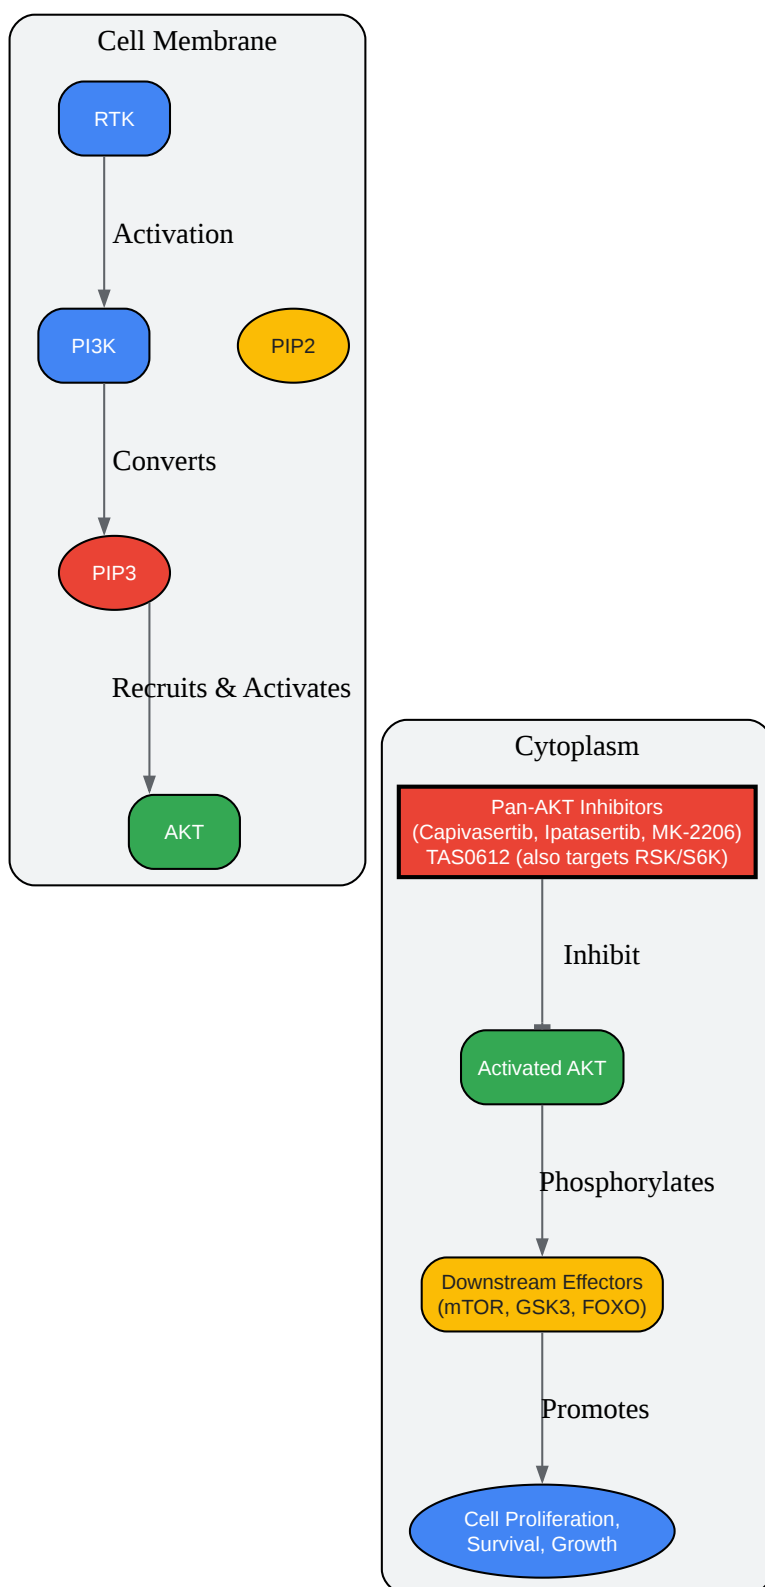 Cell Membrane
RTK
Activation
PI3K
PIP2
Converts
PIP3
Recruits & Activates
AKT
Cytoplasm
Pan-AKT Inhibitors
(Capivasertib, Ipatasertib, MK-2206)
TAS0612 (also targets RSK/S6K)
Inhibit
Activated AKT
Phosphorylates
Downstream Effectors
(mTOR, GSK3, FOXO)
Promotes
Cell Proliferation,
Survival, Growth